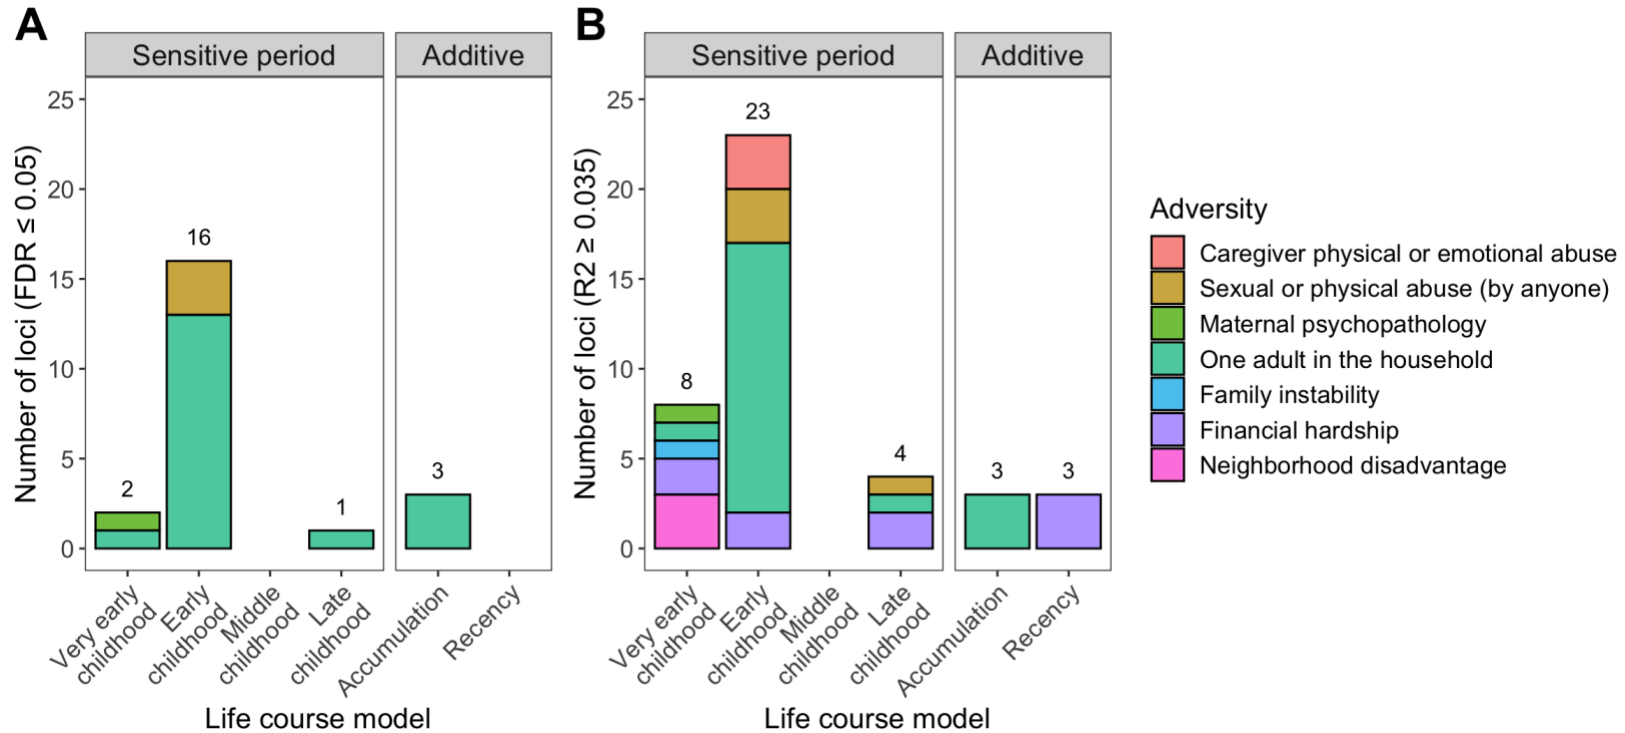 A
Sensitive period
Additive
Number of loci (FDR ≤ 0.05)
25
20
15
10
5
0
2
16
1
3
Very early
childhood
Early
childhood
Middle
childhood
Late
childhood
Accumulation
Recency
Life course model
B
Sensitive period
Additive
Number of loci (R2 ≥ 0.035)
25
20
15
10
5
0
8
23
4
3
3
Very early
childhood
Early
childhood
Middle
childhood
Late
childhood
Accumulation
Recency
Life course model
Adversity
Caregiver physical or emotional abuse
Sexual or physical abuse (by anyone)
Maternal psychopathology
One adult in the household
Family instability
Financial hardship
Neighborhood disadvantage